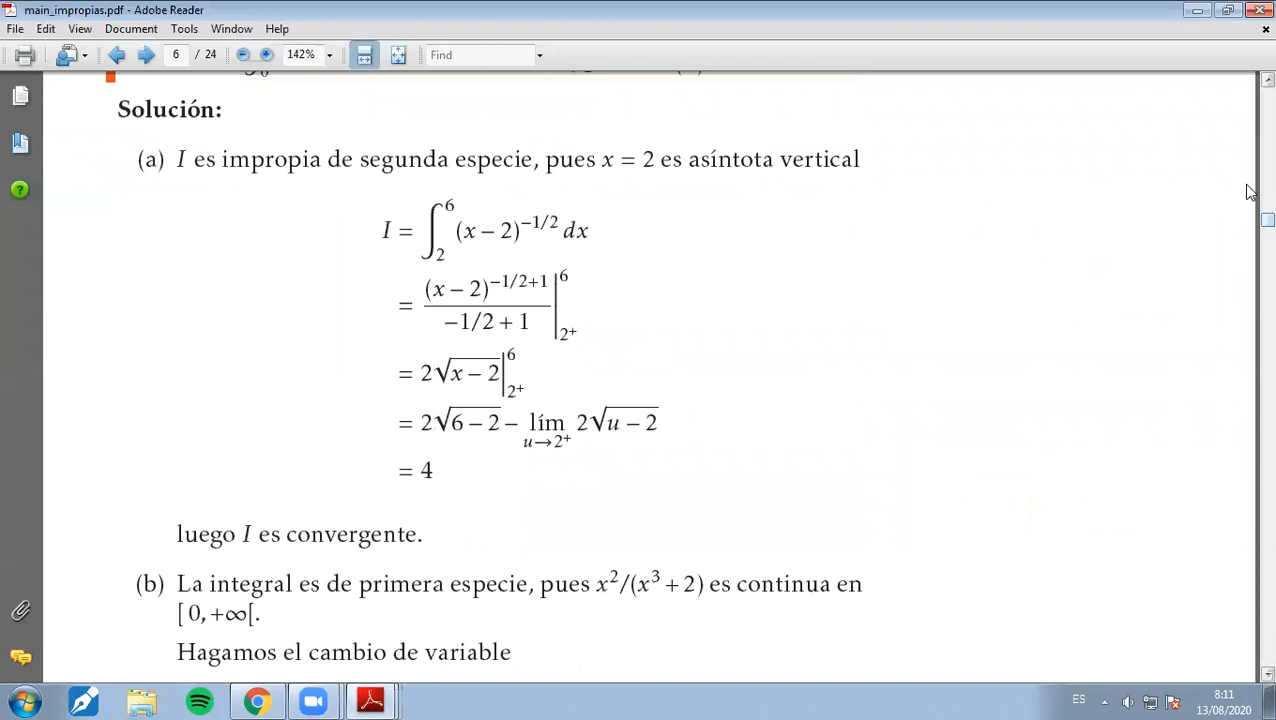 main_impropias.pdf - Adobe Reader
File Edit View Document Tools Window Help
6 / 24 142% Find
Solución:
(a) I es impropia de segunda especie, pues x = 2 es asíntota vertical
I = ∫₂⁶ (x − 2)^{−1/2} dx
= (x − 2)^{−1/2+1} / (−1/2 + 1) |_{2⁺}^{6}
= 2√(x − 2) |_{2⁺}^{6}
= 2√(6 − 2) − lím_{u→2⁺} 2√(u − 2)
= 4
luego I es convergente.
(b) La integral es de primera especie, pues x²/(x³ + 2) es continua en
[ 0, +∞[.
Hagamos el cambio de variable
ES 8:11
13/08/2020